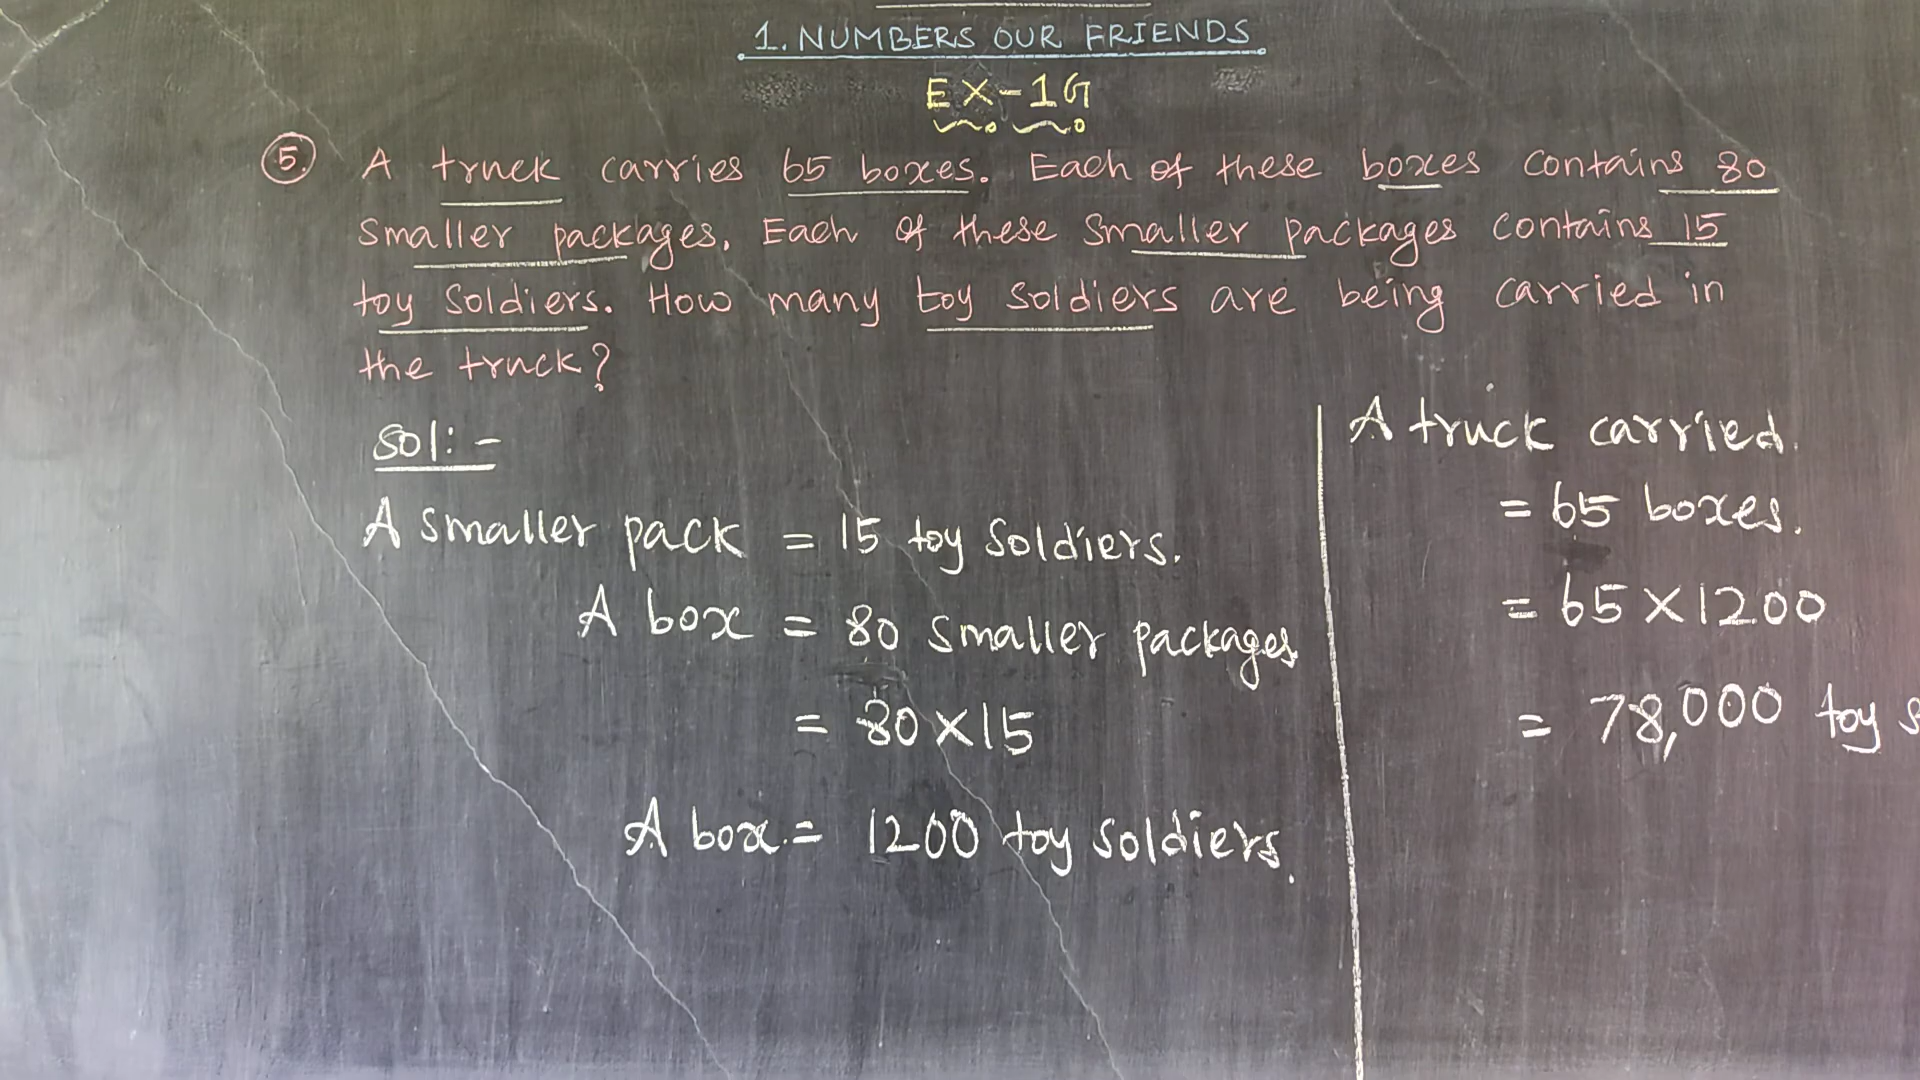 1. NUMBERS OUR FRIENDS
EX-1G
5. A truck carries 65 boxes. Each of these boxes contains 80
smaller packages. Each of these smaller packages contains 15
toy soldiers. How many toy soldiers are being carried in
the truck?
Sol:-
A smaller pack = 15 toy soldiers.
A box = 80 smaller packages
= 80 X 15
A box = 1200 toy soldiers.
A truck carried.
= 65 boxes.
= 65 X 1200
= 78,000 toy s